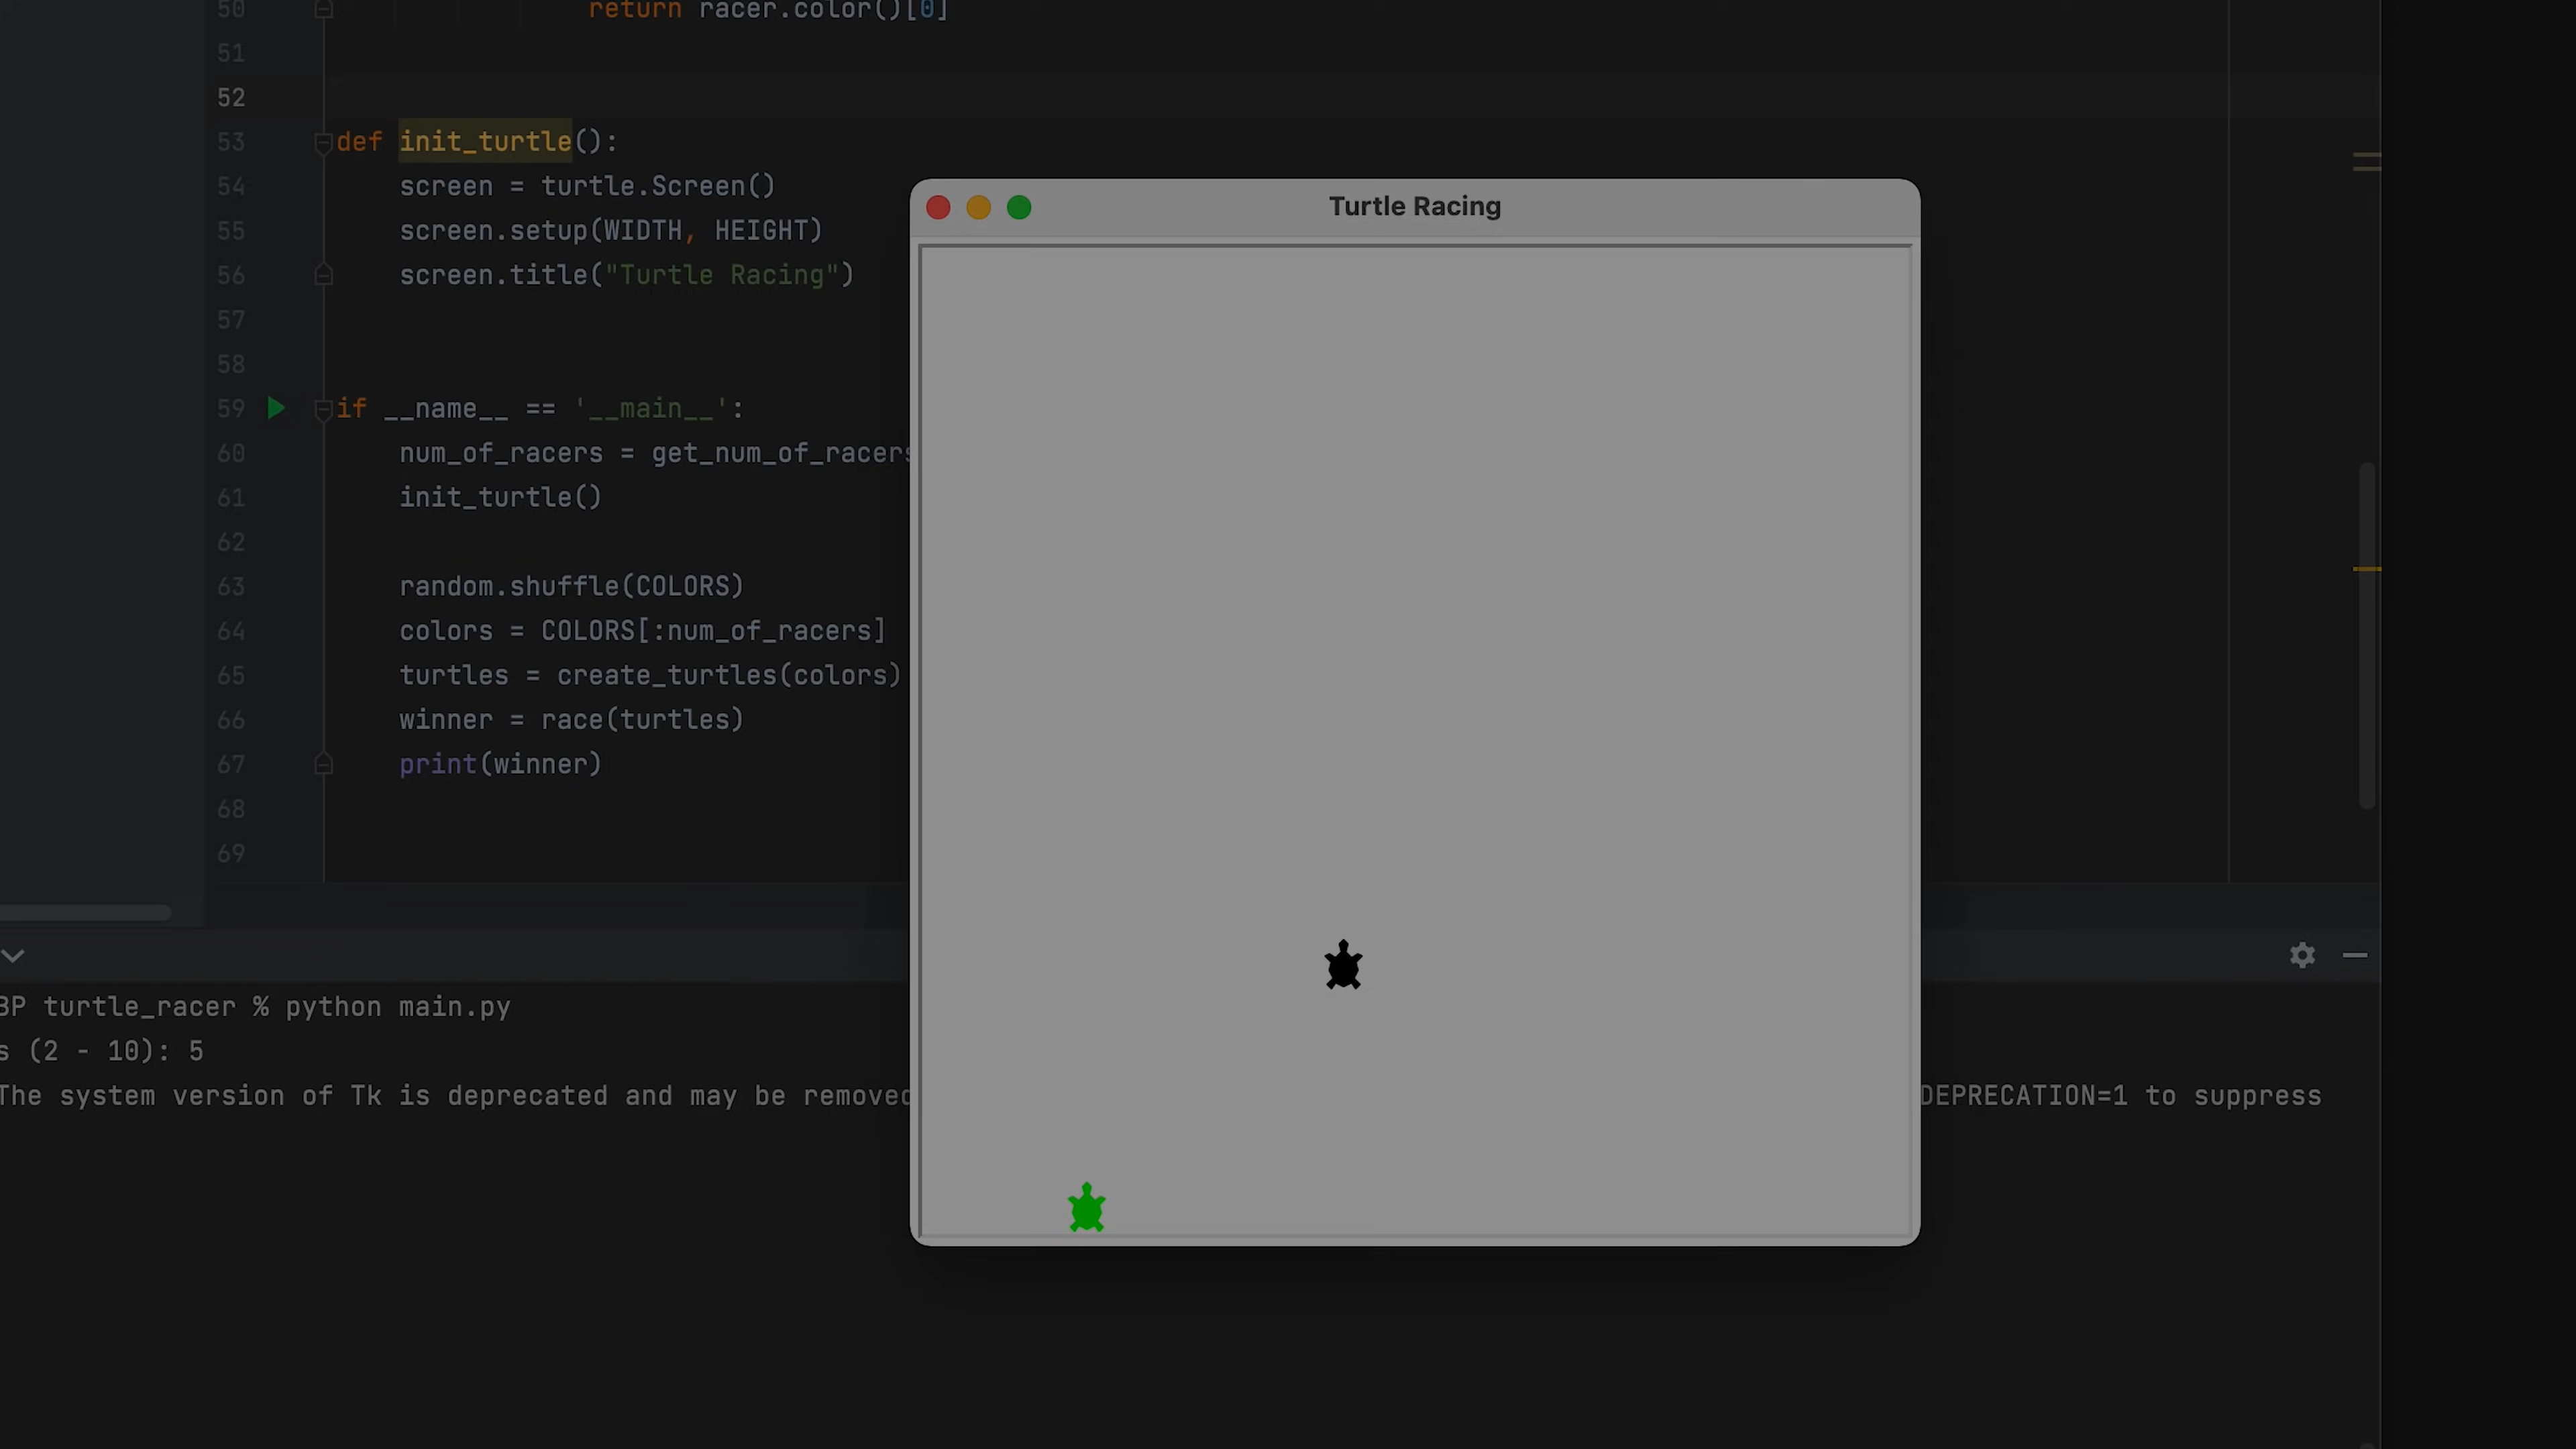 50 return racer.color()[0]
51
52
53 def init_turtle():
54 screen = turtle.Screen()
55 screen.setup(WIDTH, HEIGHT)
56 screen.title("Turtle Racing")
57
58
59 if __name__ == '__main__':
60 num_of_racers = get_num_of_racers
61 init_turtle()
62
63 random.shuffle(COLORS)
64 colors = COLORS[:num_of_racers]
65 turtles = create_turtles(colors)
66 winner = race(turtles)
67 print(winner)
68
69
Turtle Racing
BP turtle_racer % python main.py
s (2 - 10): 5
The system version of Tk is deprecated and may be removed DEPRECATION=1 to suppress